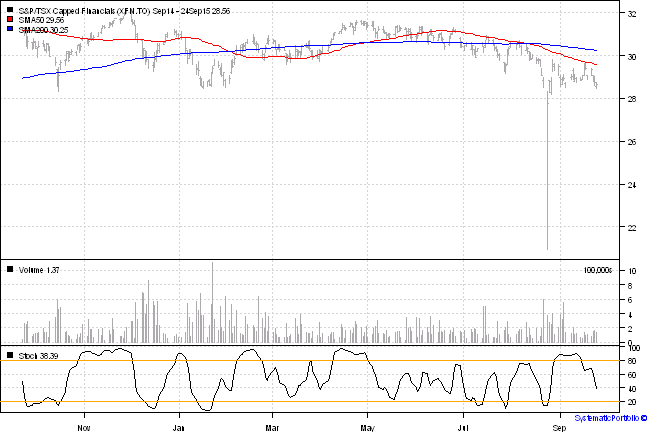 S&P/TSX Capped Financials (XFN.TO) Sep14 - 24Sep15 28.56
SMA50 29.56
SMA200 30.25
32
30
28
26
24
22
Volume 1.37
100,000s
10
8
6
4
2
0
Stoch 38.39
100
80
60
40
20
Nov
Jan
Mar
May
Jul
Sep
SystematicPortfolio ©